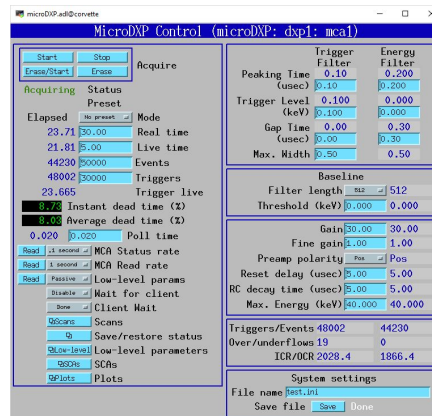 microDXP.adl@corvette
MicroDXP Control (microDXP: dxp1: mca1)
Start Stop
Erase/Start Erase Acquire
Acquiring Status
Preset
Elapsed No preset Mode
23.71 30.00 Real time
21.81 5.00 Live time
44230 50000 Events
48002 30000 Triggers
23.665 Trigger live
8.73 Instant dead time (%)
8.03 Average dead time (%)
0.020 0.020 Poll time
Read .1 second MCA Status rate
Read 1 second MCA Read rate
Read Passive Low-level params
Disable Wait for client
Done Client Wait
Scans Scans
Save/restore status
Low-level Low-level parameters
SCAs SCAs
Plots Plots
Trigger Energy
Filter Filter
Peaking Time 0.10 0.200
(usec) 0.10 0.200
Trigger Level 0.100 0.000
(keV) 0.100 0.000
Gap Time 0.00 0.30
(usec) 0.00 0.30
Max. Width 0.50 0.50
Baseline
Filter length 512 512
Threshold (keV) 0.000 0.000
Gain 30.00 30.00
Fine gain 1.00 1.00
Preamp polarity Pos Pos
Reset delay (usec) 5.00 5.00
RC decay time (usec) 5.00 5.00
Max. Energy (keV) 40.000 40.000
Triggers/Events 48002 44230
Over/underflows 19 0
ICR/OCR 2028.4 1866.4
System settings
File name test.ini
Save file Save Done